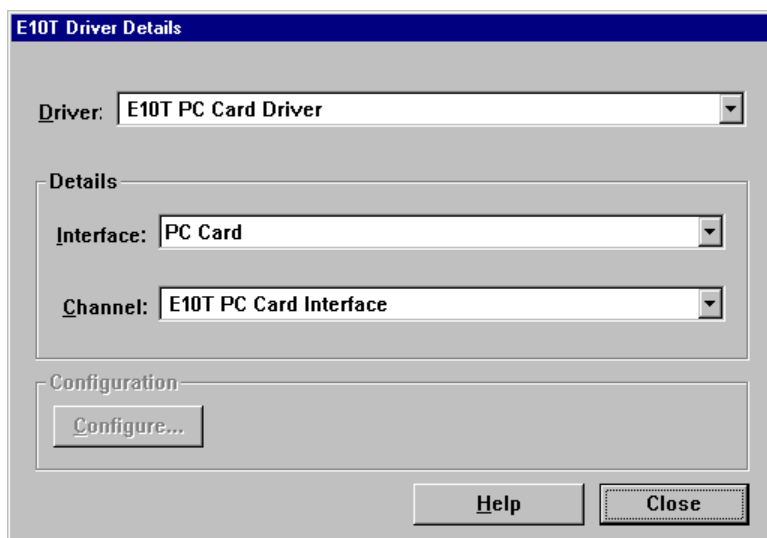 E10T Driver Details
Driver: E10T PC Card Driver
Details
Interface: PC Card
Channel: E10T PC Card Interface
Configuration
Configure...
Help Close